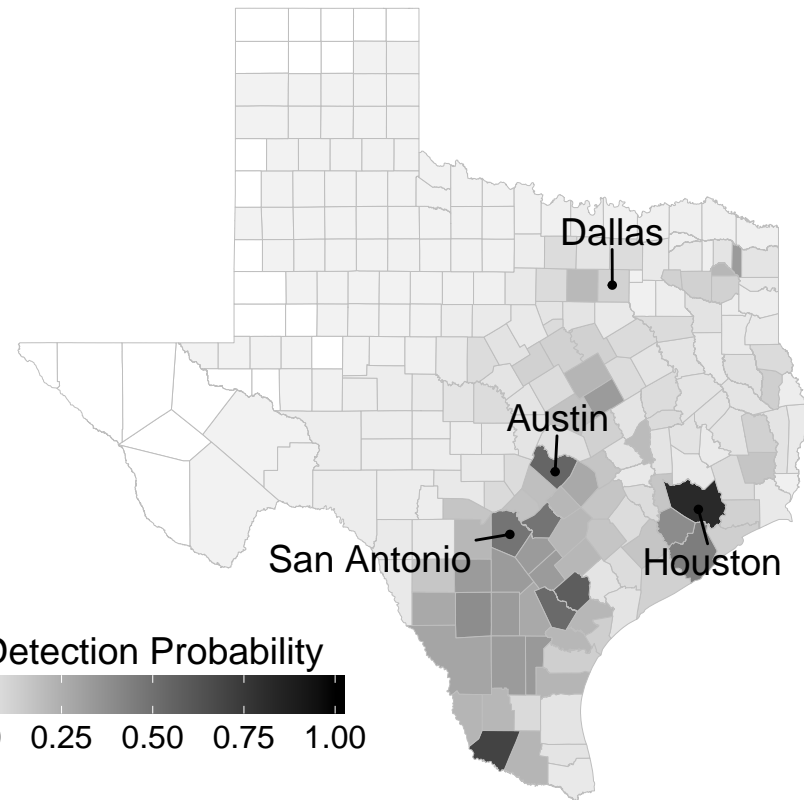 Dallas
Austin
San Antonio
Houston
Detection Probability
0.25 0.50 0.75 1.00